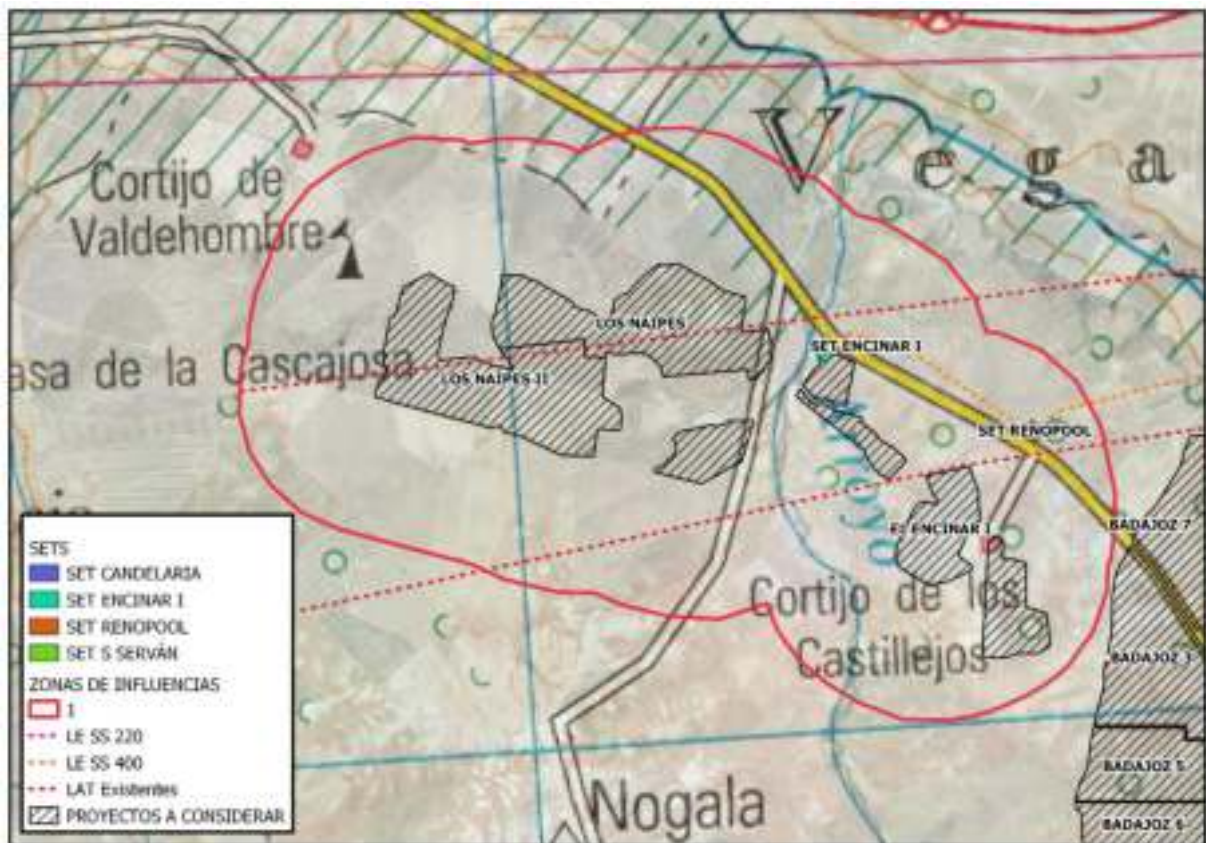 V e g a
Cortijo de
Valdehombre
LOS NAIPES
SET ENCINAR I
asa de la Cascajosa
LOS NAIPES II
SET RENOPOOL
EL ENCINAR I
BADAJOZ 7
Cortijo de los
Castillejos
BADAJOZ 3
BADAJOZ 5
Nogala
BADAJOZ 6
SETS
SET CANDELARIA
SET ENCINAR I
SET RENOPOOL
SET S SERVÁN
ZONAS DE INFLUENCIAS
1
LE SS 220
LE SS 400
LAT Existentes
PROYECTOS A CONSIDERAR